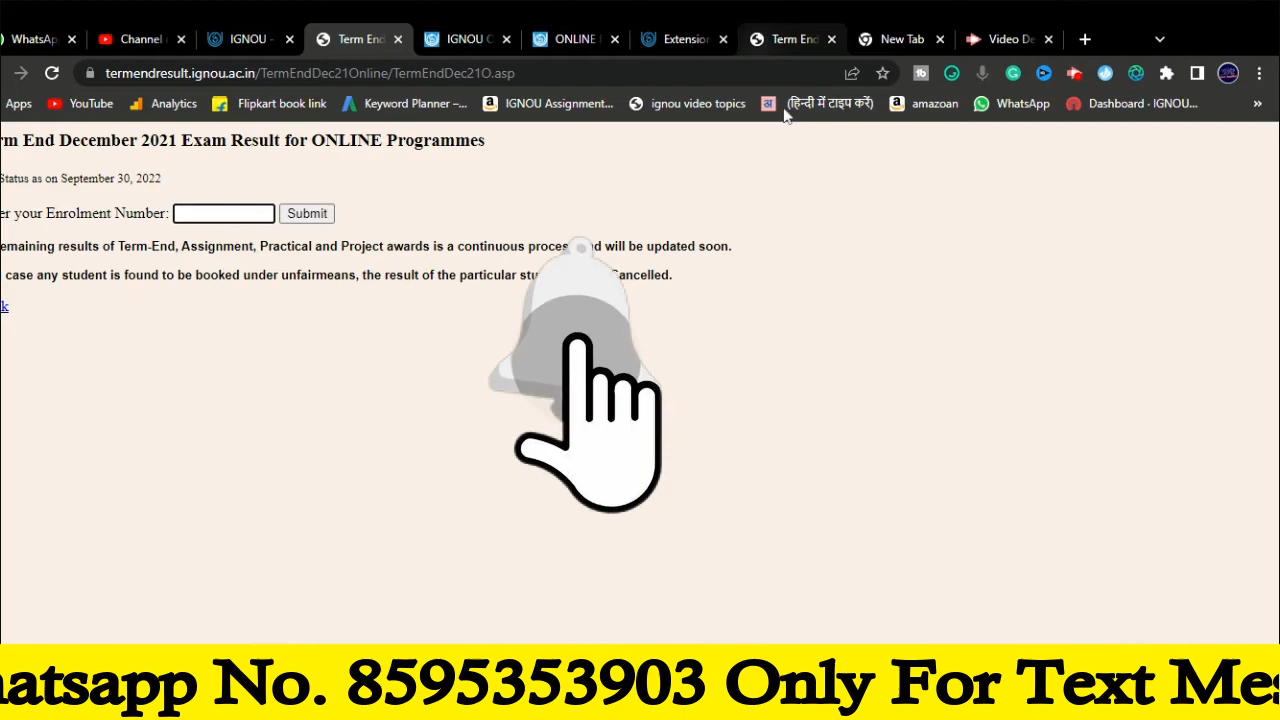 WhatsAp
Channel
IGNOU -
Term End
IGNOU C
ONLINE
Extension
Term End
New Tab
Video De
termendresult.ignou.ac.in/TermEndDec21Online/TermEndDec21O.asp
Apps
YouTube
Analytics
Flipkart book link
Keyword Planner –...
IGNOU Assignment...
ignou video topics
(हिन्दी में टाइप करें)
amazoan
WhatsApp
Dashboard - IGNOU...
»
rm End December 2021 Exam Result for ONLINE Programmes
Status as on September 30, 2022
er your Enrolment Number:
Submit
emaining results of Term-End, Assignment, Practical and Project awards is a continuous proces nd will be updated soon.
case any student is found to be booked under unfairmeans, the result of the particular stu ancelled.
k
hatsapp No. 8595353903 Only For Text Mes